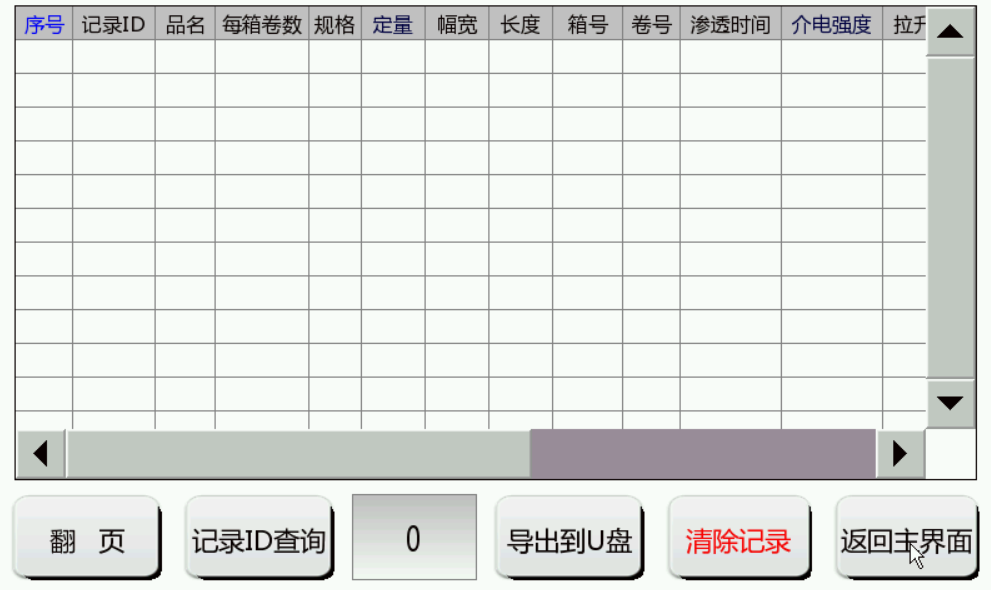 序号 记录ID 品名 每箱卷数 规格 定量 幅宽 长度 箱号 卷号 渗透时间 介电强度 拉升
翻 页 记录ID查询 0 导出到U盘 清除记录 返回主界面